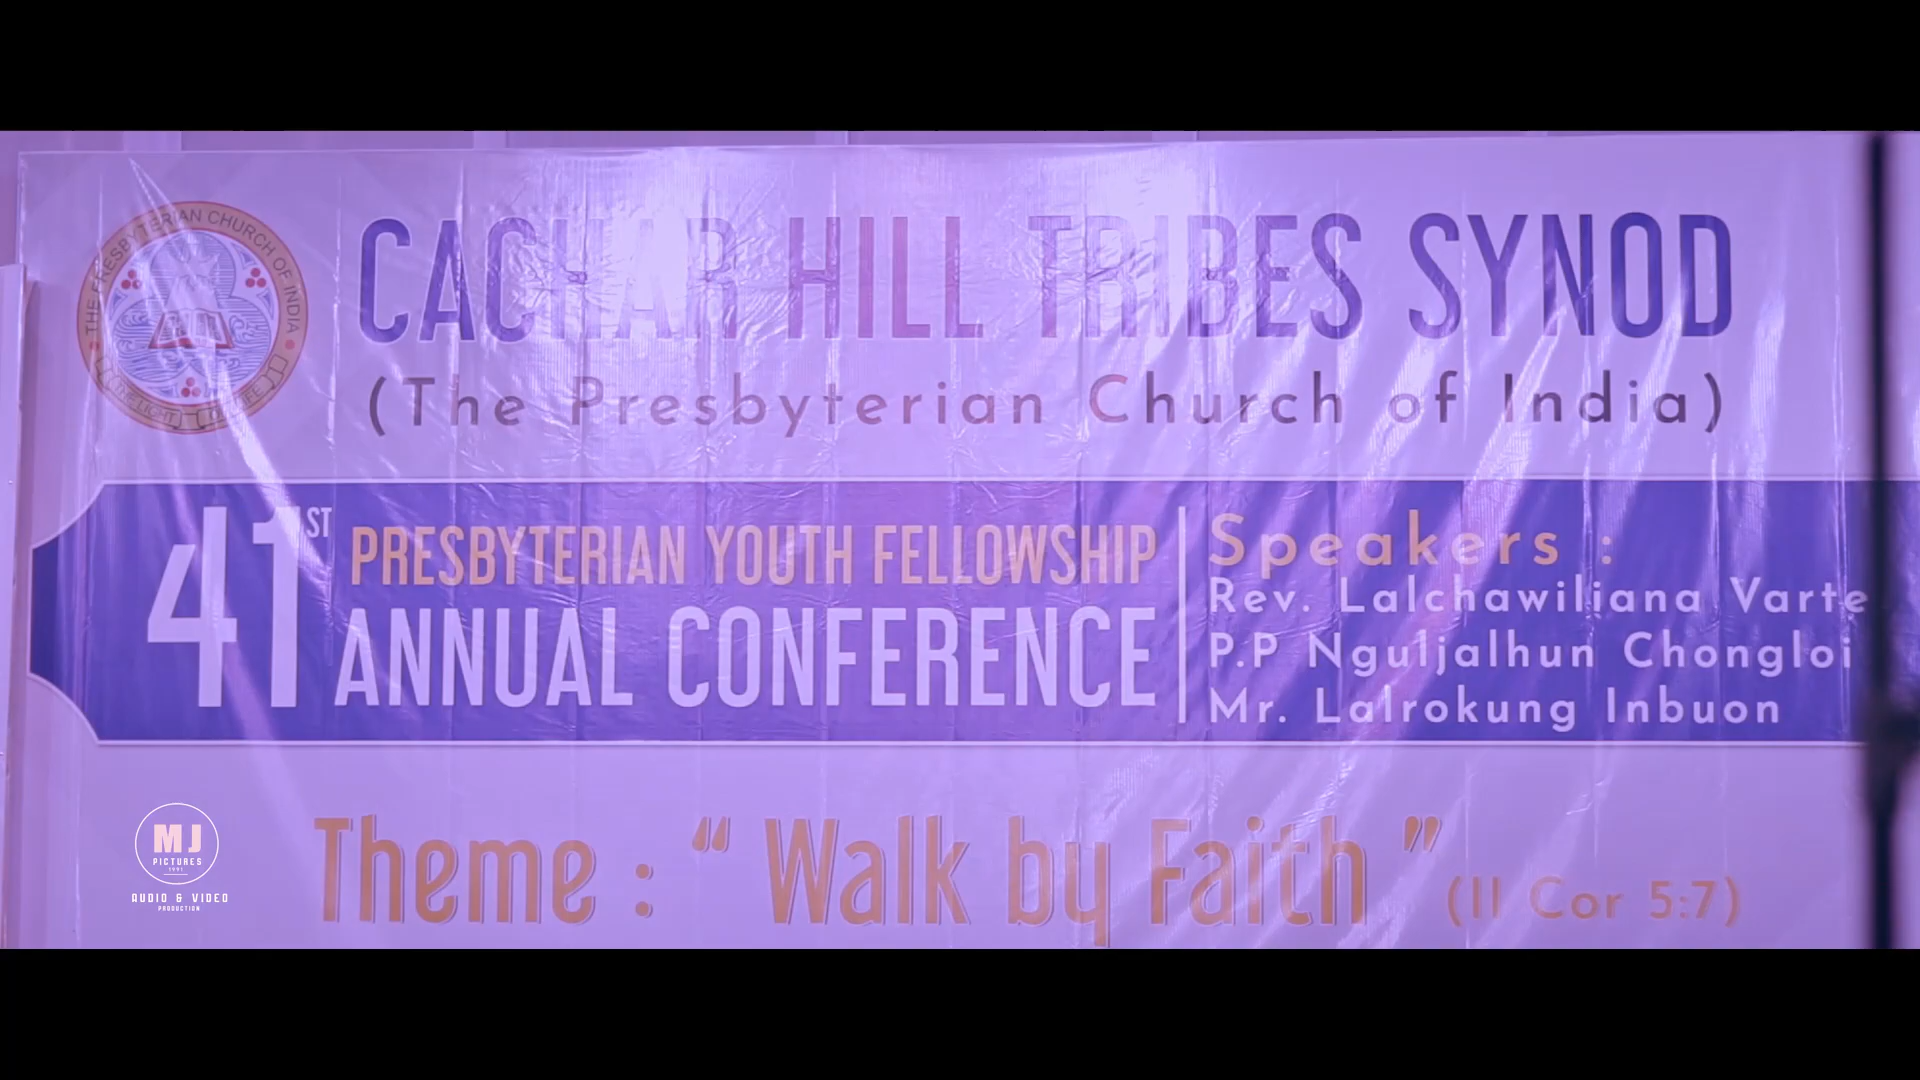 CACHAR HILL TRIBES SYNOD
(The Presbyterian Church of India)
THE PRESBYTERIAN CHURCH OF INDIA
41ST
PRESBYTERIAN YOUTH FELLOWSHIP
ANNUAL CONFERENCE
Speakers :
Rev. Lalchawiliana Varte
P.P Nguljalhun Chongloi
Mr. Lalrokung Inbuon
Theme : “ Walk by Faith ” (II Cor 5:7)
MJ
PICTURES
1991
AUDIO & VIDEO
PRODUCTION